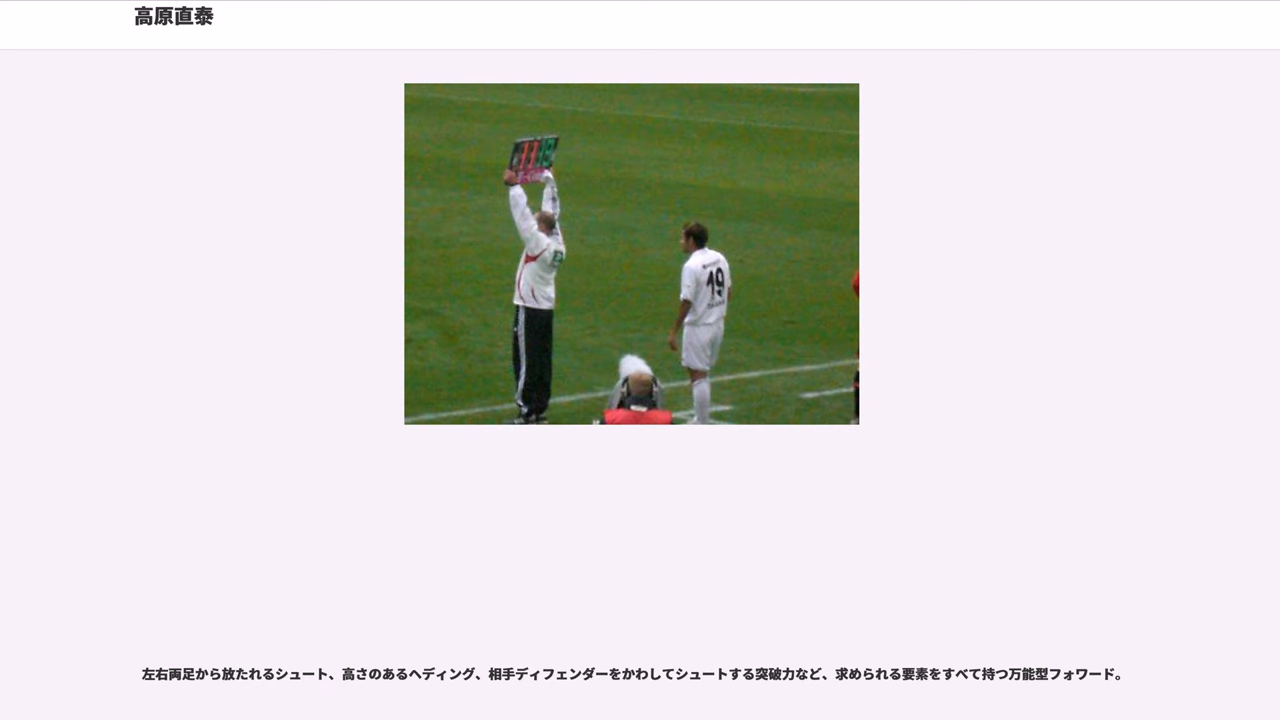 高原直泰
11 19
19
左右両足から放たれるシュート、高さのあるヘディング、相手ディフェンダーをかわしてシュートする突破力など、求められる要素をすべて持つ万能型フォワード。